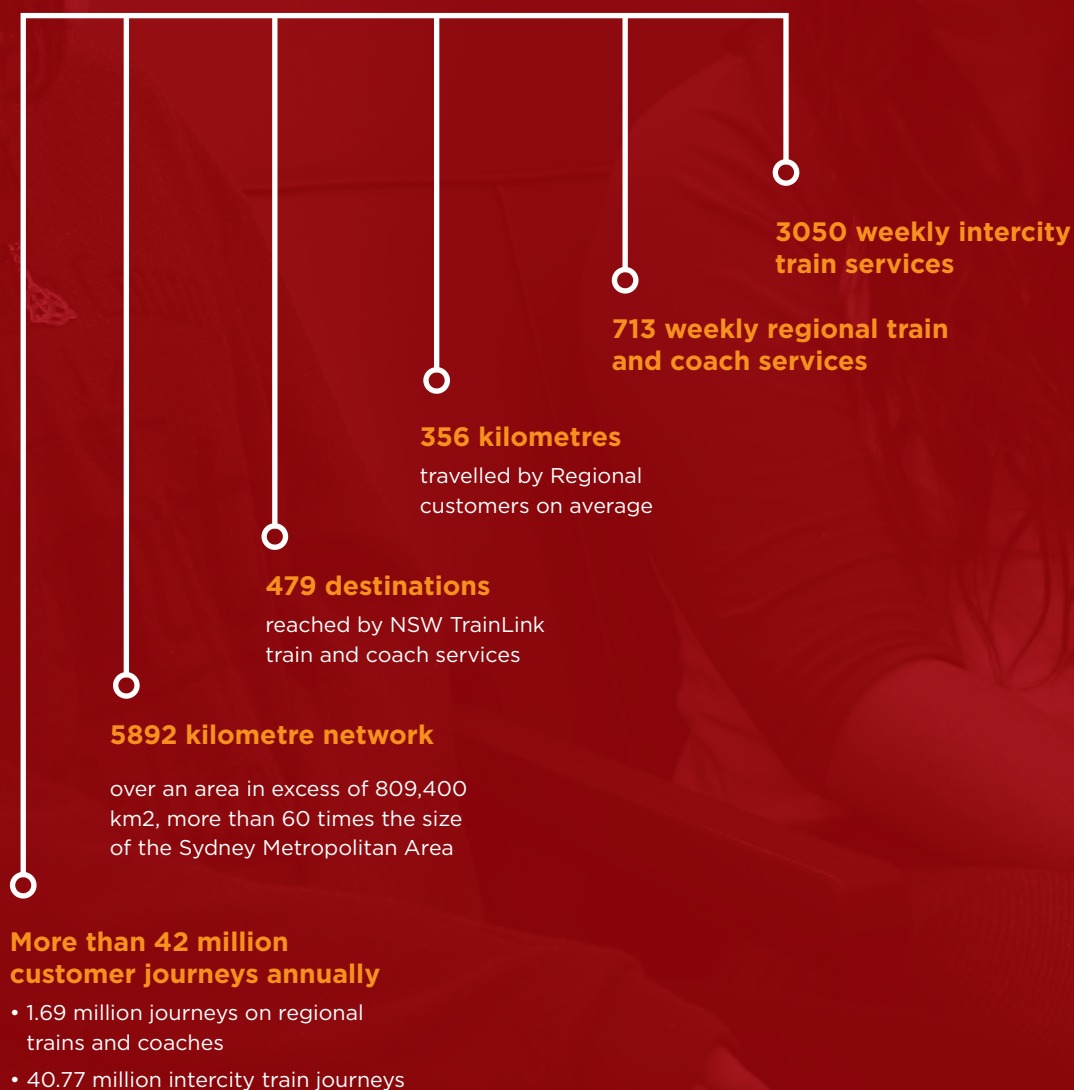 3050 weekly intercity
train services
713 weekly regional train
and coach services
356 kilometres
travelled by Regional
customers on average
479 destinations
reached by NSW TrainLink
train and coach services
5892 kilometre network
over an area in excess of 809,400
km2, more than 60 times the size
of the Sydney Metropolitan Area
More than 42 million
customer journeys annually
• 1.69 million journeys on regional
trains and coaches
• 40.77 million intercity train journeys